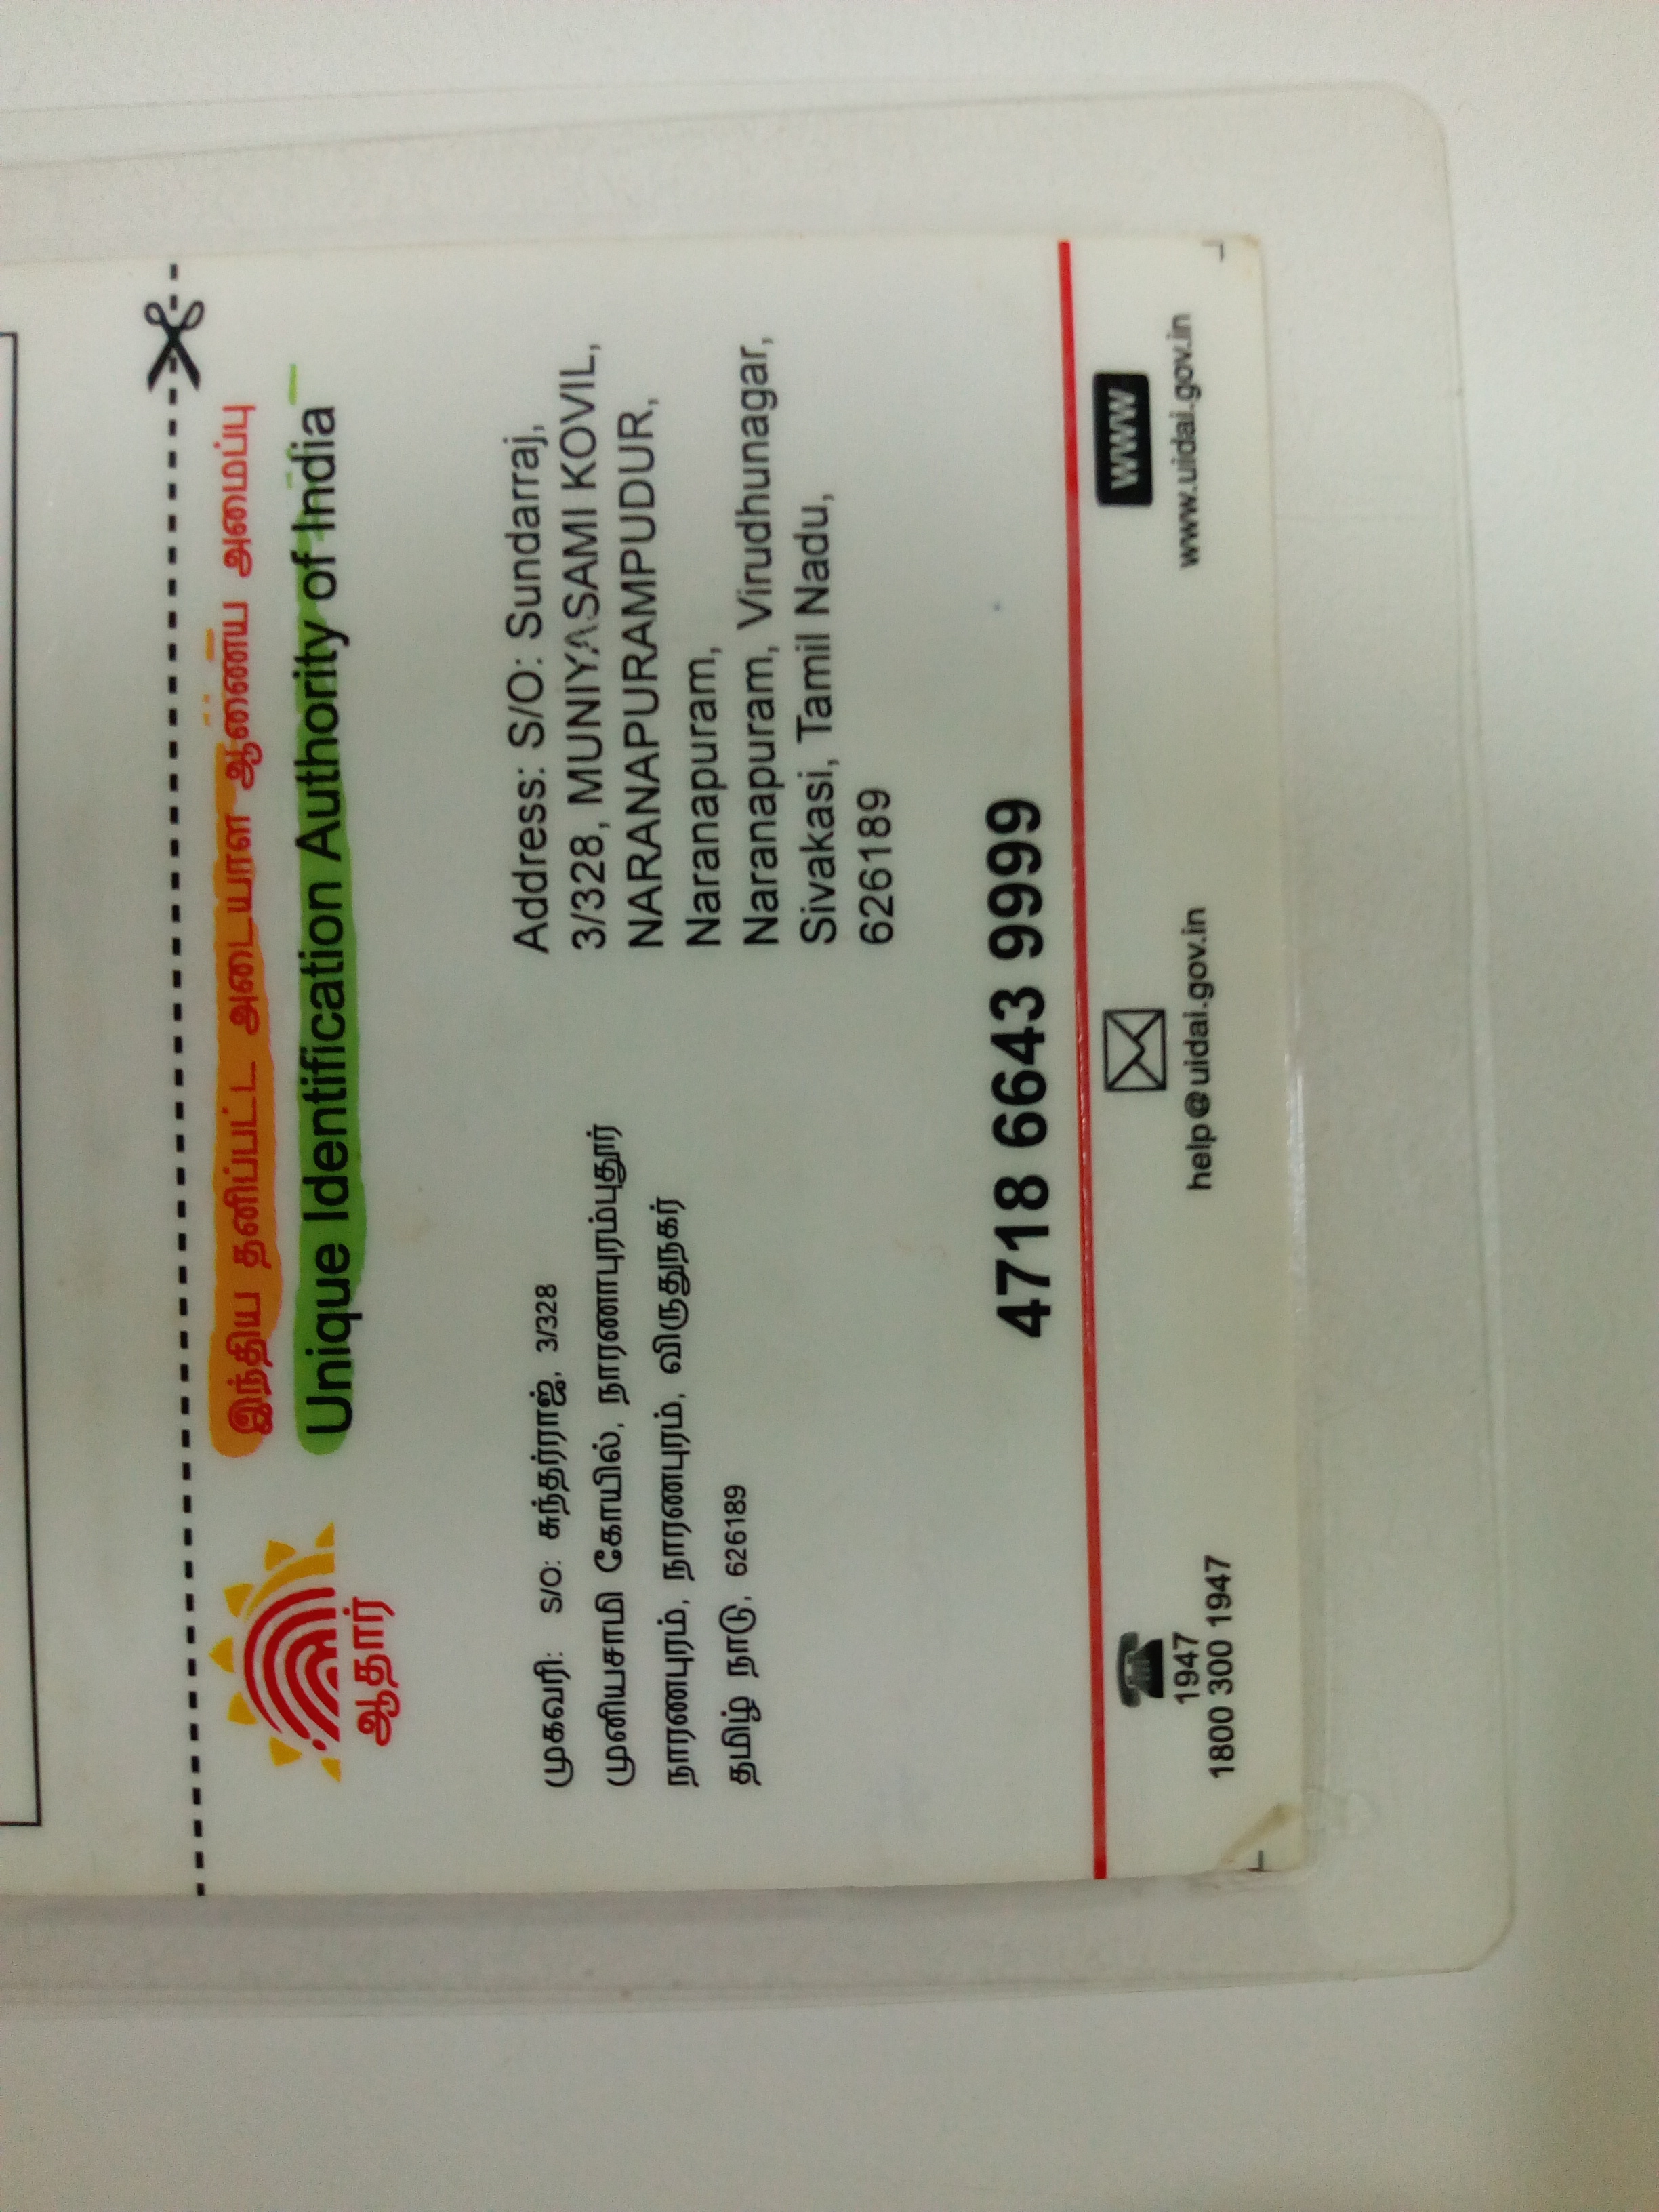 இந்திய தனிப்பட்ட அடையாள ஆணைய அமைப்பு
Unique Identification Authority of India
ஆதார்
முகவரி: S/O: சுந்தர்ராஜ், 3/328
முனியசாமி கோயில், நாரணாபுரம்புதூர்
நாரணபுரம், நாரணபுரம், விருதுநகர்
தமிழ் நாடு, 626189
Address: S/O: Sundarraj,
3/328, MUNIYASAMI KOVIL,
NARANAPURAMPUDUR,
Naranapuram,
Naranapuram, Virudhunagar,
Sivakasi, Tamil Nadu,
626189
4718 6643 9999
1947
1800 300 1947
help@uidai.gov.in
www
www.uidai.gov.in